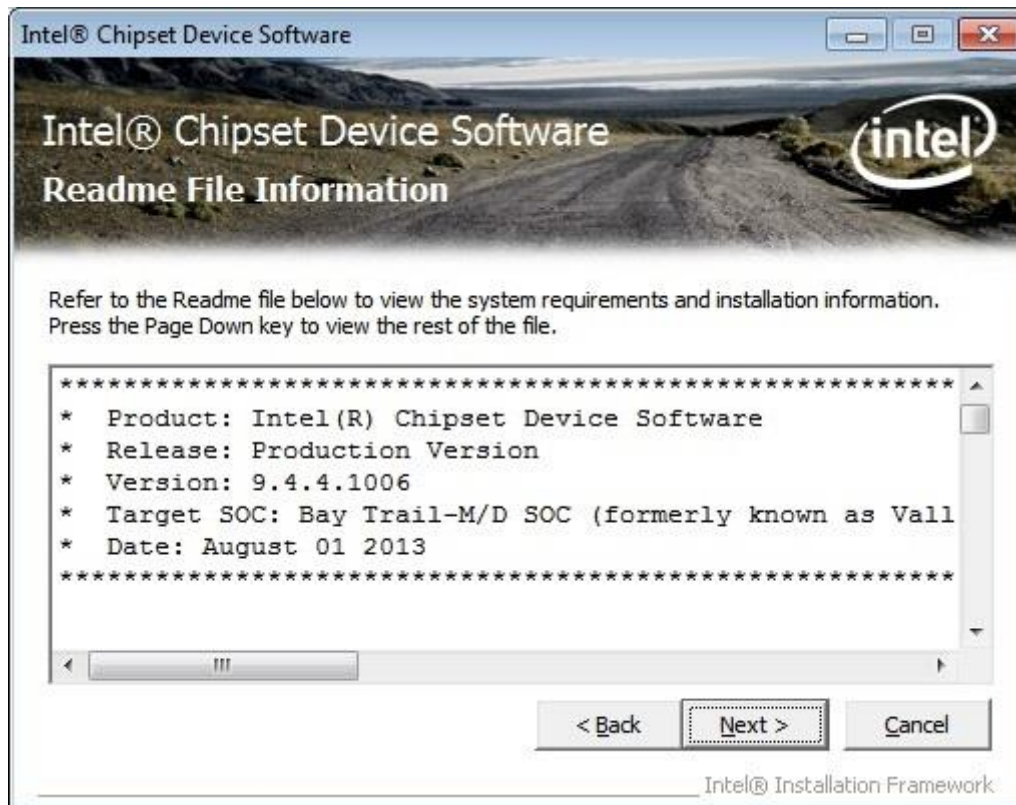 Intel® Chipset Device Software
Intel® Chipset Device Software
intel
Readme File Information
Refer to the Readme file below to view the system requirements and installation information.
Press the Page Down key to view the rest of the file.
*********************************************************
* Product: Intel(R) Chipset Device Software
* Release: Production Version
* Version: 9.4.4.1006
* Target SOC: Bay Trail-M/D SOC (formerly known as Vall
* Date: August 01 2013
*********************************************************
< Back Next > Cancel
Intel® Installation Framework